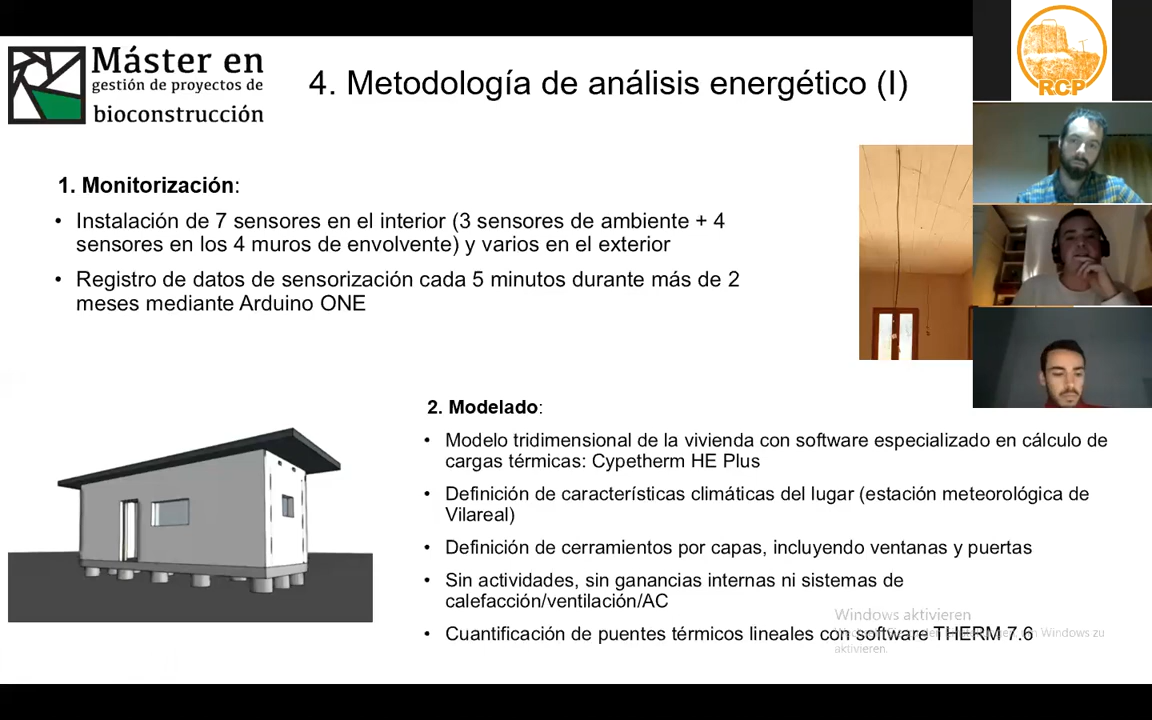 Máster en
gestión de proyectos de
bioconstrucción
4. Metodología de análisis energético (I)
RCP
1. Monitorización:
• Instalación de 7 sensores en el interior (3 sensores de ambiente + 4
sensores en los 4 muros de envolvente) y varios en el exterior
• Registro de datos de sensorización cada 5 minutos durante más de 2
meses mediante Arduino ONE
2. Modelado:
• Modelo tridimensional de la vivienda con software especializado en cálculo de
cargas térmicas: Cypetherm HE Plus
• Definición de características climáticas del lugar (estación meteorológica de
Vilareal)
• Definición de cerramientos por capas, incluyendo ventanas y puertas
• Sin actividades, sin ganancias internas ni sistemas de
calefacción/ventilación/AC
• Cuantificación de puentes térmicos lineales con software THERM 7.6
Windows aktivieren
Windows zu
aktivieren.